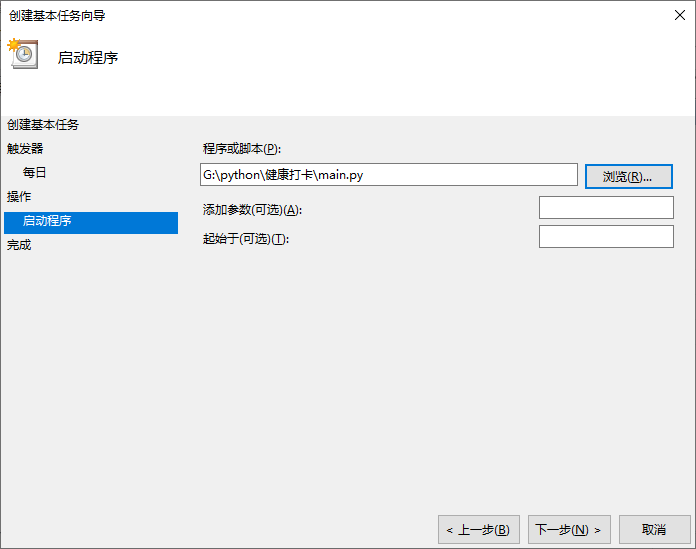 创建基本任务向导
启动程序
创建基本任务
触发器
每日
操作
启动程序
完成
程序或脚本(P):
G:\python\健康打卡\main.py
浏览(R)...
添加参数(可选)(A):
起始于(可选)(T):
< 上一步(B)
下一步(N) >
取消